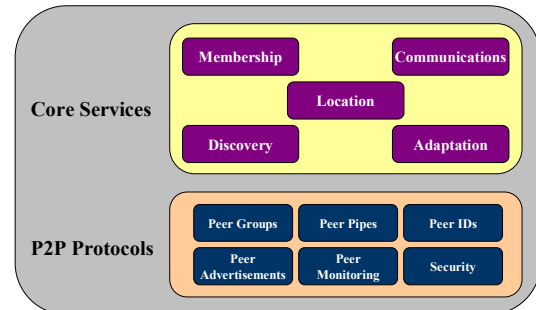 Membership
Communications
Location
Core Services
Discovery
Adaptation
Peer Groups
Peer Pipes
Peer IDs
P2P Protocols
Peer
Advertisements
Peer
Monitoring
Security